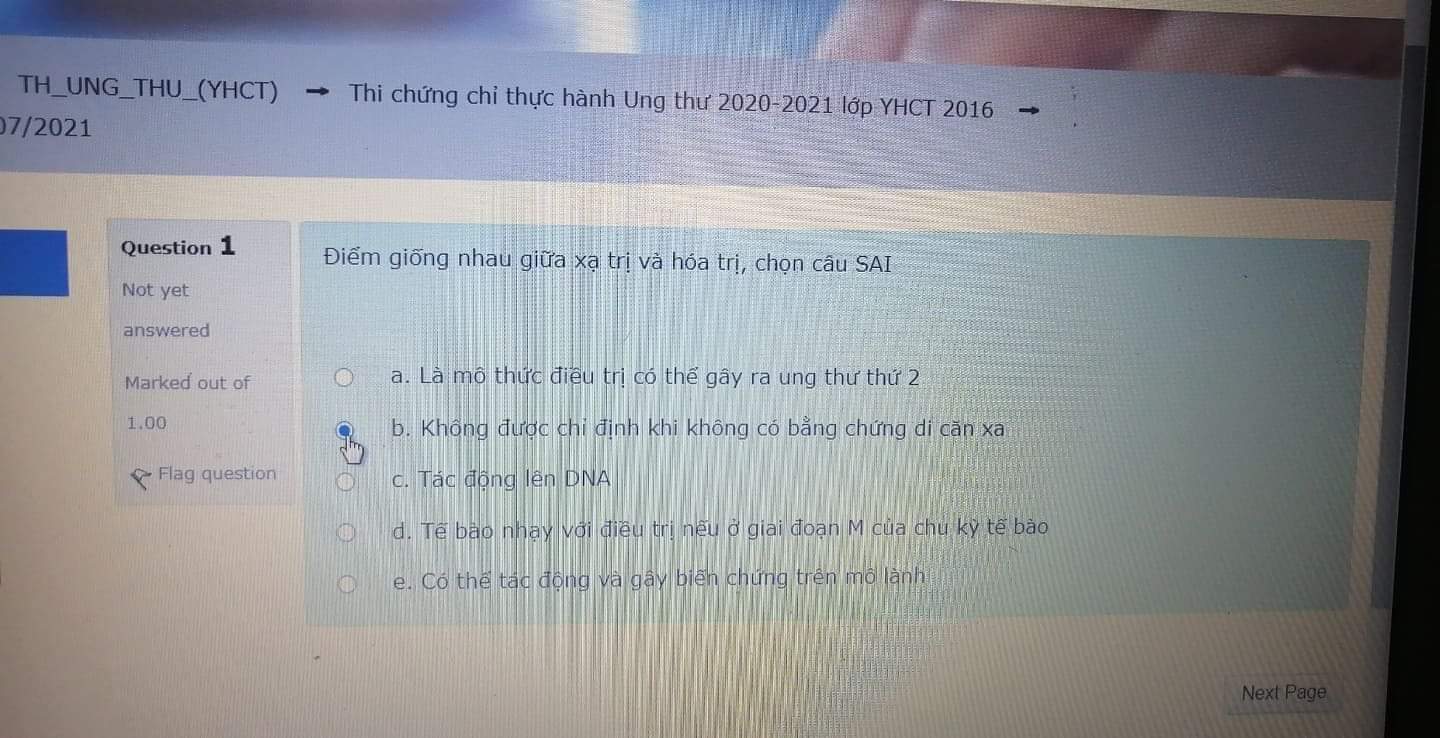 TH_UNG_THU_(YHCT) → Thi chứng chỉ thực hành Ung thư 2020-2021 lớp YHCT 2016 →
07/2021
Question 1
Not yet
answered
Marked out of
1.00
Flag question
Điểm giống nhau giữa xạ trị và hóa trị, chọn câu SAI
a. Là mô thức điều trị có thể gây ra ung thư thứ 2
b. Không được chỉ định khi không có bằng chứng di căn xa
c. Tác động lên DNA
d. Tế bào nhạy với điều trị nếu ở giai đoạn M của chu kỳ tế bào
e. Có thể tác động và gây biến chứng trên mô lành
Next Page